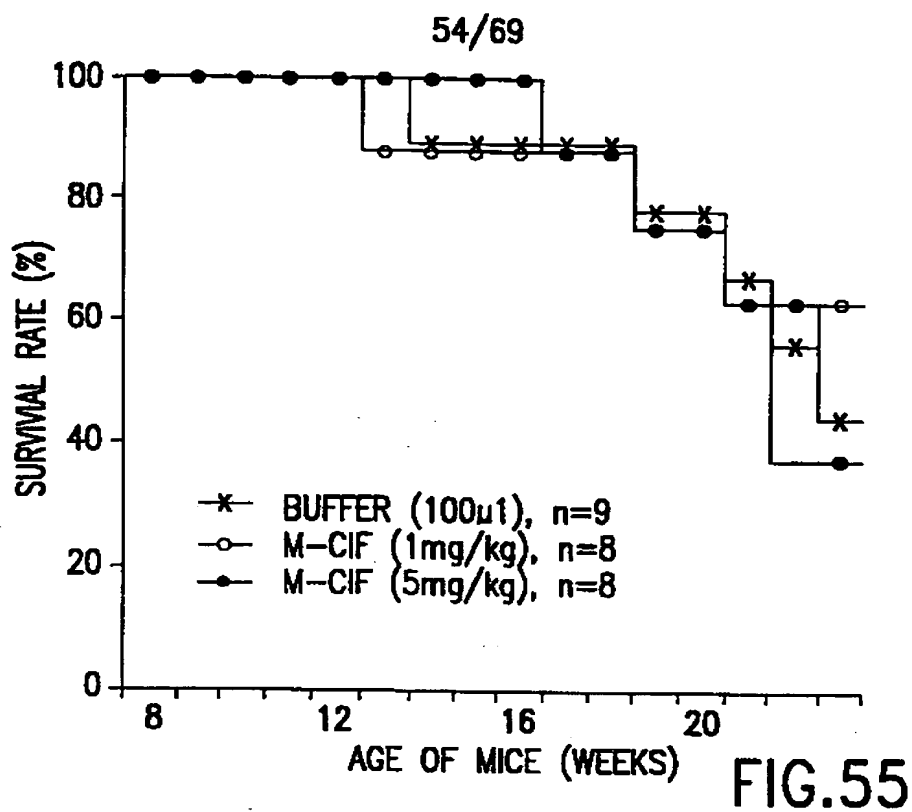 54/69
100
80
60
40
20
0
SURVIVAL RATE (%)
BUFFER (100µ1), n=9
M-CIF (1mg/kg), n=8
M-CIF (5mg/kg), n=8
8 12 16 20
AGE OF MICE (WEEKS)
FIG.55